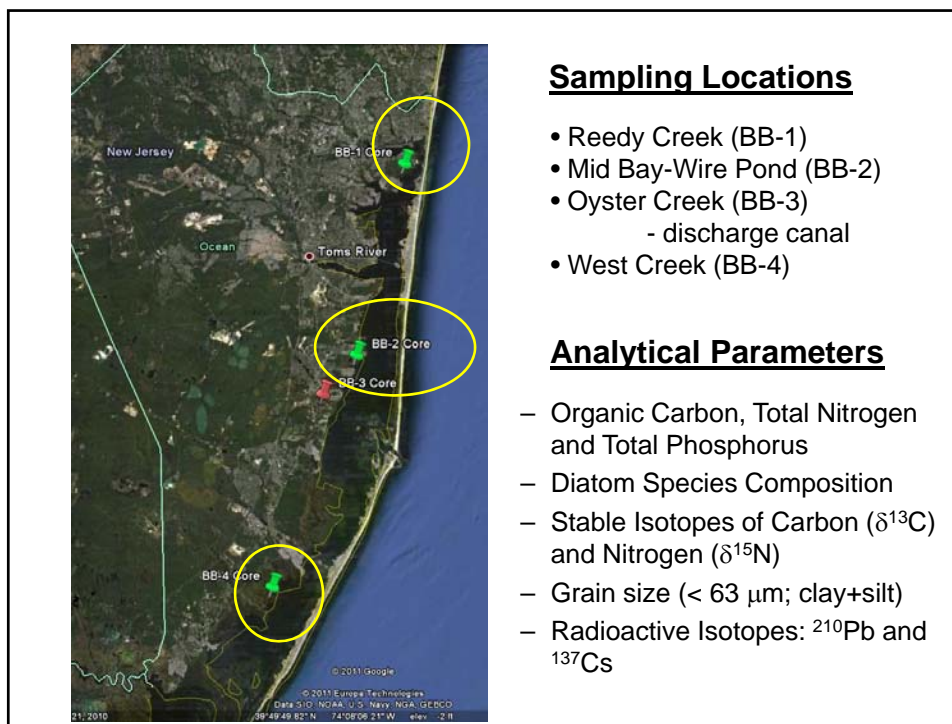 New Jersey
BB-1 Core
Ocean
Toms River
BB-2 Core
BB-3 Core
BB-4 Core
© 2011 Google
© 2011 Europa Technologies
Data SIO, NOAA, U.S. Navy, NGA, GEBCO
21, 2010
39°49'49.82" N 74°08'06.21" W elev -2 ft
Sampling Locations
• Reedy Creek (BB-1)
• Mid Bay-Wire Pond (BB-2)
• Oyster Creek (BB-3)
- discharge canal
• West Creek (BB-4)
Analytical Parameters
– Organic Carbon, Total Nitrogen
and Total Phosphorus
– Diatom Species Composition
– Stable Isotopes of Carbon (δ¹³C)
and Nitrogen (δ¹⁵N)
– Grain size (< 63 μm; clay+silt)
– Radioactive Isotopes: ²¹⁰Pb and
¹³⁷Cs